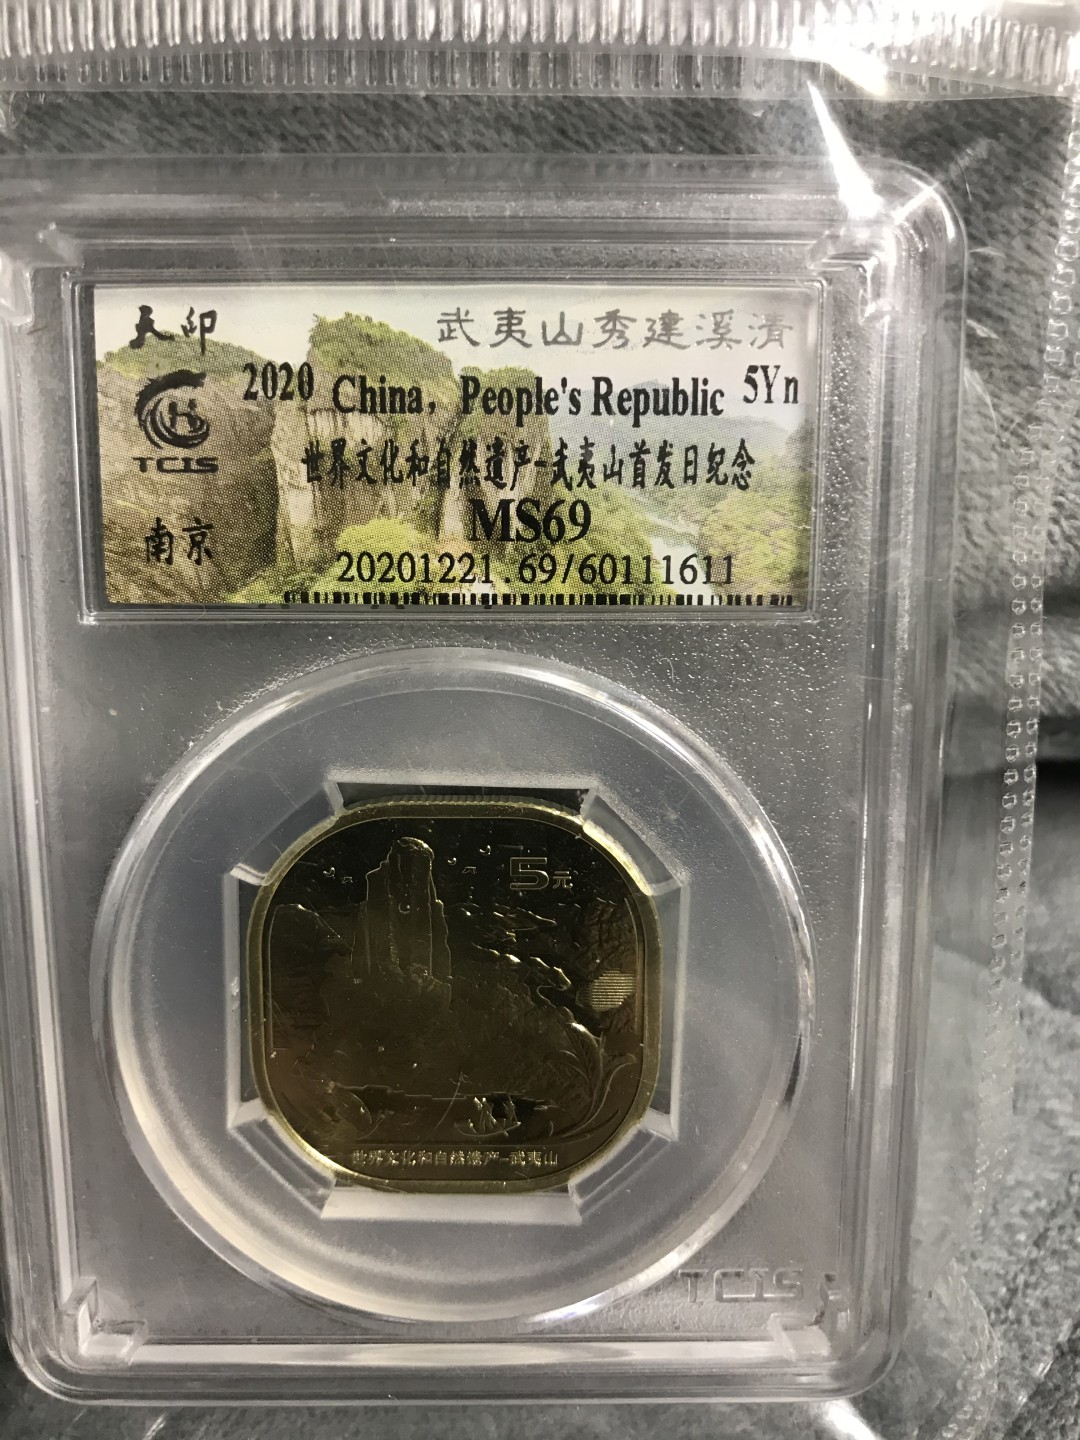 天印
武夷山秀建溪清
2020 China, People's Republic 5Yn
TCIS
世界文化和自然遗产-武夷山首发日纪念
南京
MS69
20201221.69/60111611
5元
世界文化和自然遗产-武夷山
TCIS